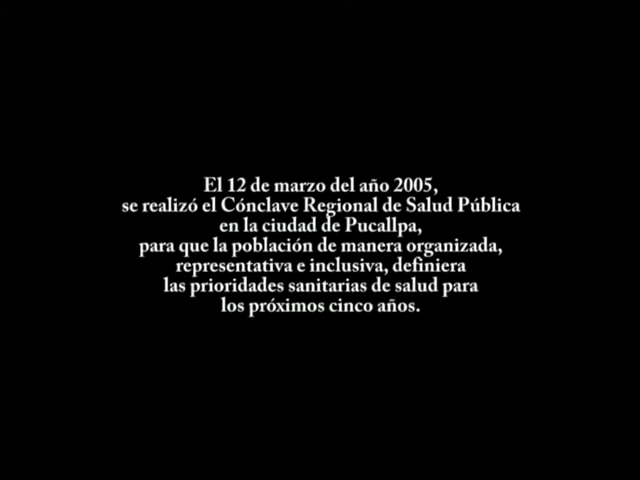 El 12 de marzo del año 2005,
se realizó el Cónclave Regional de Salud Pública
en la ciudad de Pucallpa,
para que la población de manera organizada,
representativa e inclusiva, definiera
las prioridades sanitarias de salud para
los próximos cinco años.